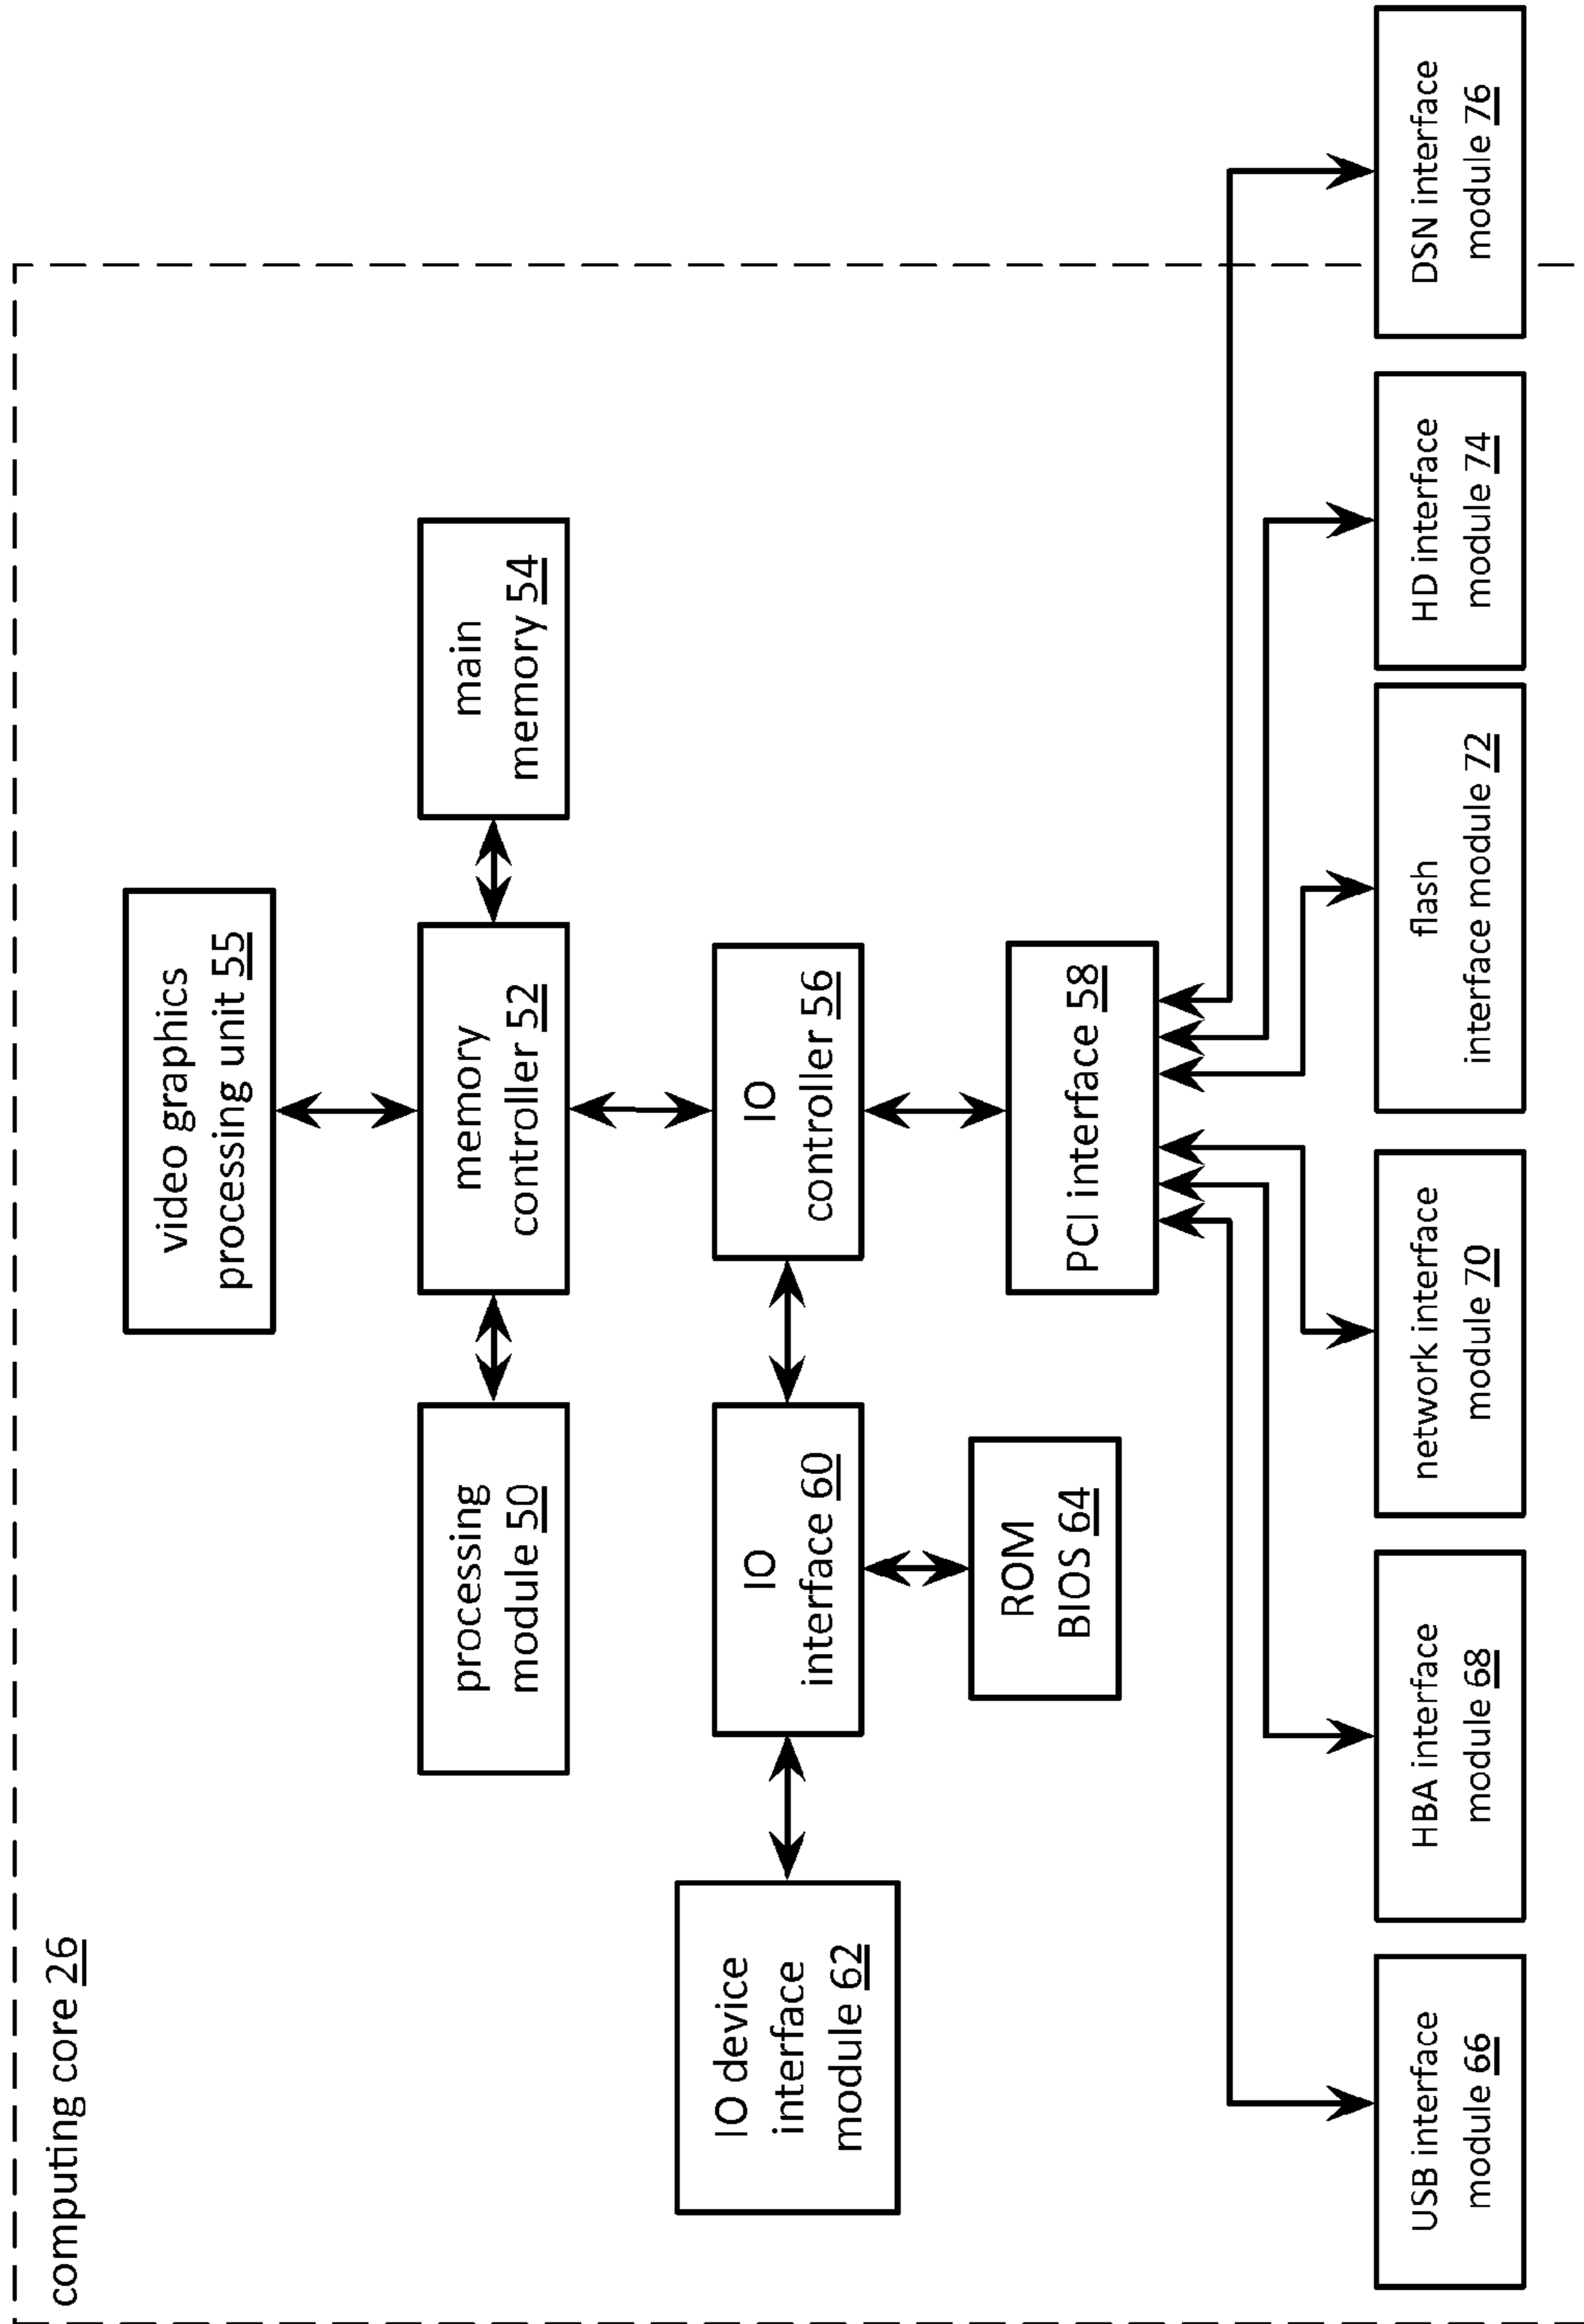 computing core 26
video graphics
processing unit 55
processing
module 50
memory
controller 52
main
memory 54
IO device
interface
module 62
IO
interface 60
IO
controller 56
ROM
BIOS 64
PCI interface 58
USB interface
module 66
HBA interface
module 68
network interface
module 70
flash
interface module 72
HD interface
module 74
DSN interface
module 76